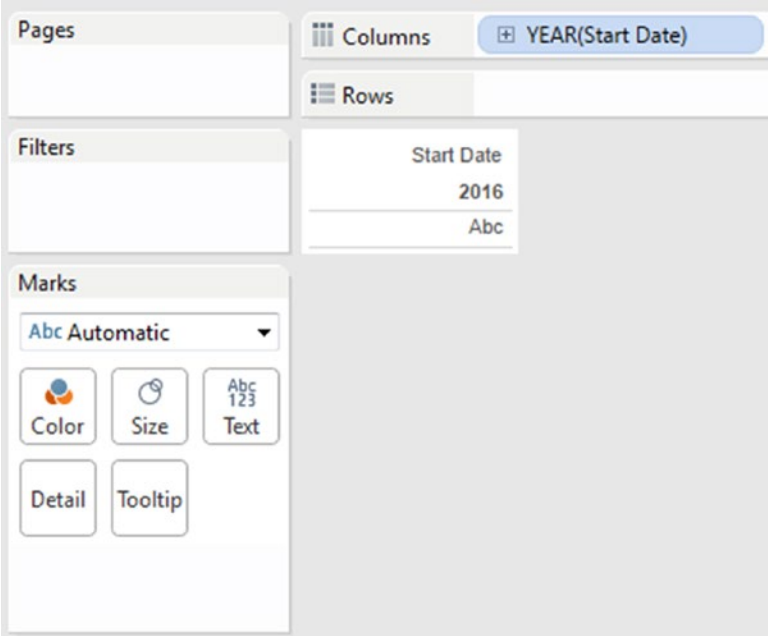 Pages
Columns
YEAR(Start Date)
Rows
Filters
Start Date
2016
Abc
Marks
Abc Automatic
Color
Size
Abc
123
Text
Detail
Tooltip